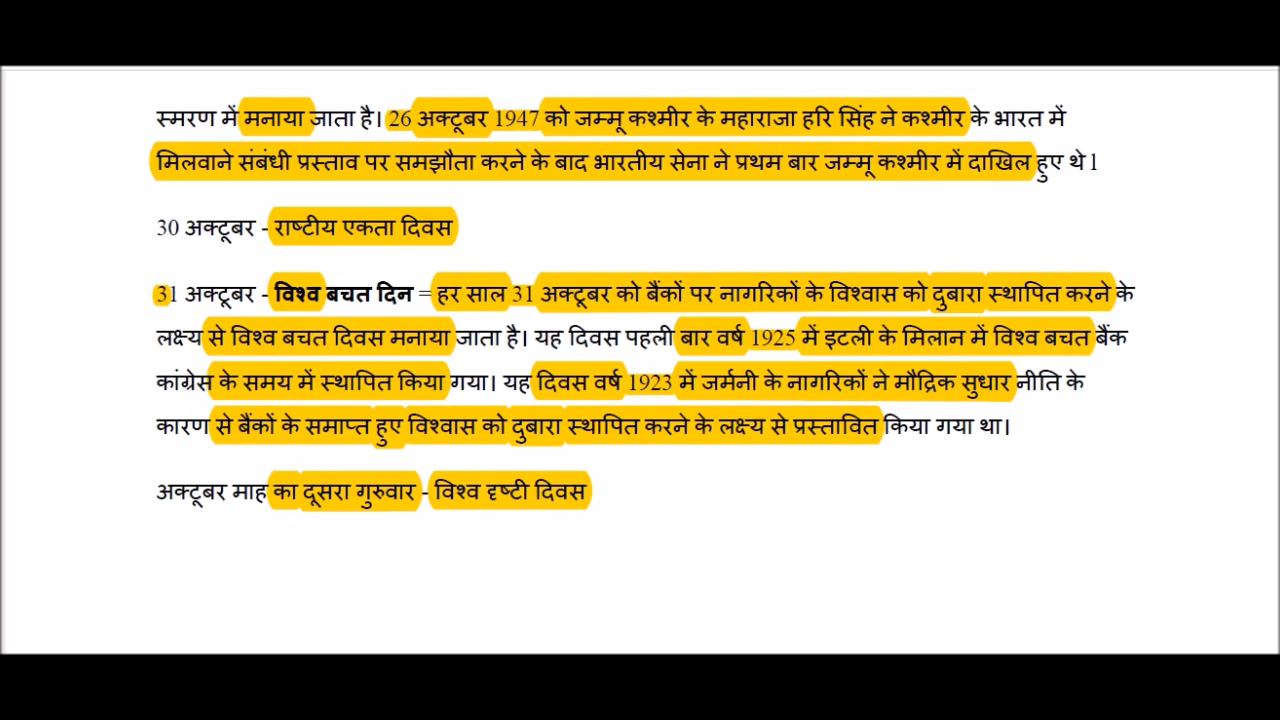 स्मरण में मनाया जाता है। 26 अक्टूबर 1947 को जम्मू कश्मीर के महाराजा हरि सिंह ने कश्मीर के भारत में
मिलवाने संबंधी प्रस्ताव पर समझौता करने के बाद भारतीय सेना ने प्रथम बार जम्मू कश्मीर में दाखिल हुए थे l
30 अक्टूबर - राष्टीय एकता दिवस
31 अक्टूबर - विश्व बचत दिन = हर साल 31 अक्टूबर को बैंकों पर नागरिकों के विश्वास को दुबारा स्थापित करने के
लक्ष्य से विश्व बचत दिवस मनाया जाता है। यह दिवस पहली बार वर्ष 1925 में इटली के मिलान में विश्व बचत बैंक
कांग्रेस के समय में स्थापित किया गया। यह दिवस वर्ष 1923 में जर्मनी के नागरिकों ने मौद्रिक सुधार नीति के
कारण से बैंकों के समाप्त हुए विश्वास को दुबारा स्थापित करने के लक्ष्य से प्रस्तावित किया गया था।
अक्टूबर माह का दूसरा गुरुवार - विश्व दृष्टी दिवस